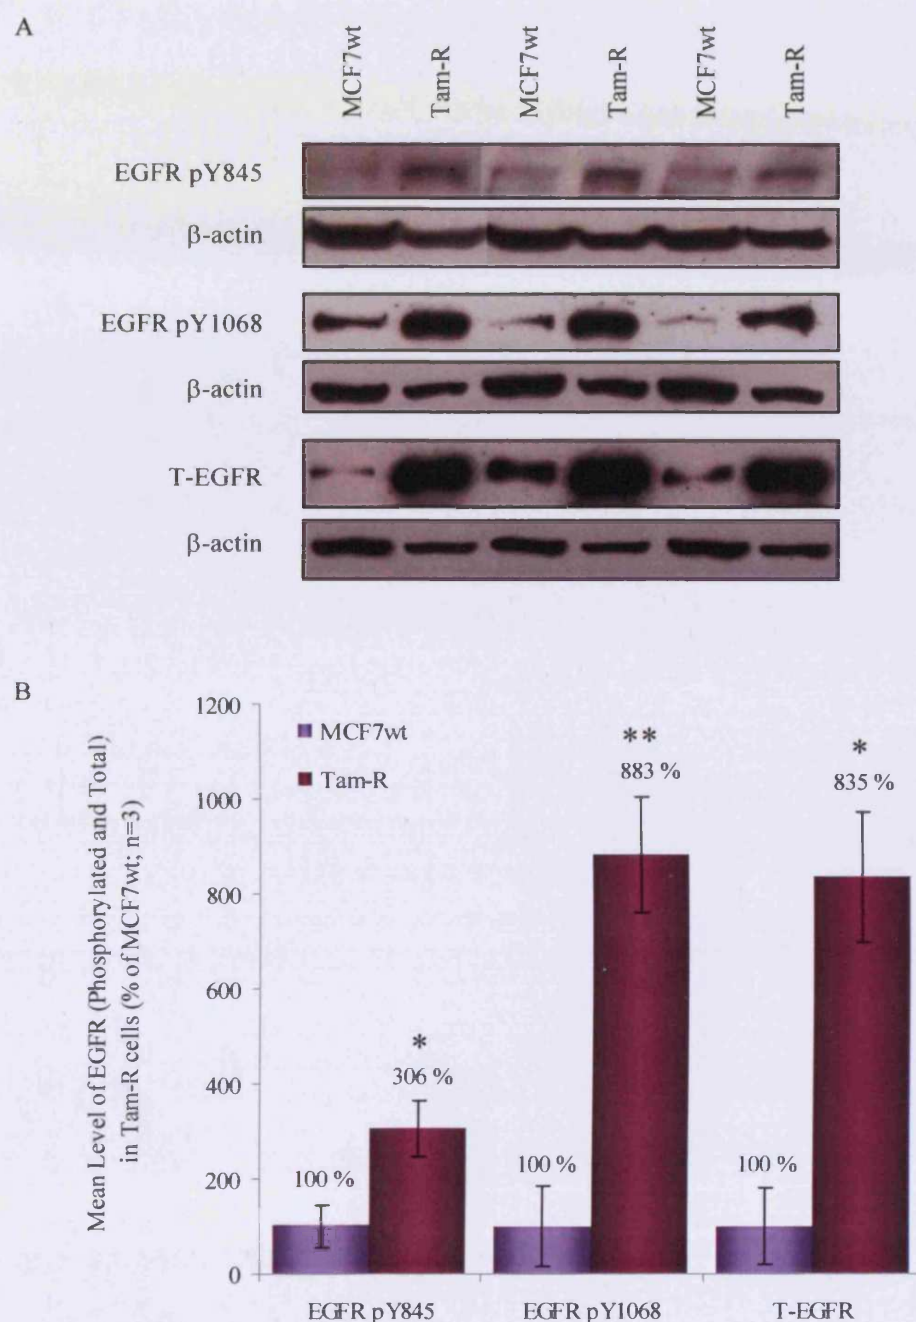 A
MCF7wt Tam-R MCF7wt Tam-R MCF7wt Tam-R
EGFR pY845
β-actin
EGFR pY1068
β-actin
T-EGFR
β-actin
B
Mean Level of EGFR (Phosphorylated and Total)
in Tam-R cells (% of MCF7wt; n=3)
1200
1000
800
600
400
200
0
MCF7wt
Tam-R
100 %
*
306 %
100 %
**
883 %
100 %
*
835 %
EGFR pY845 EGFR pY1068 T-EGFR